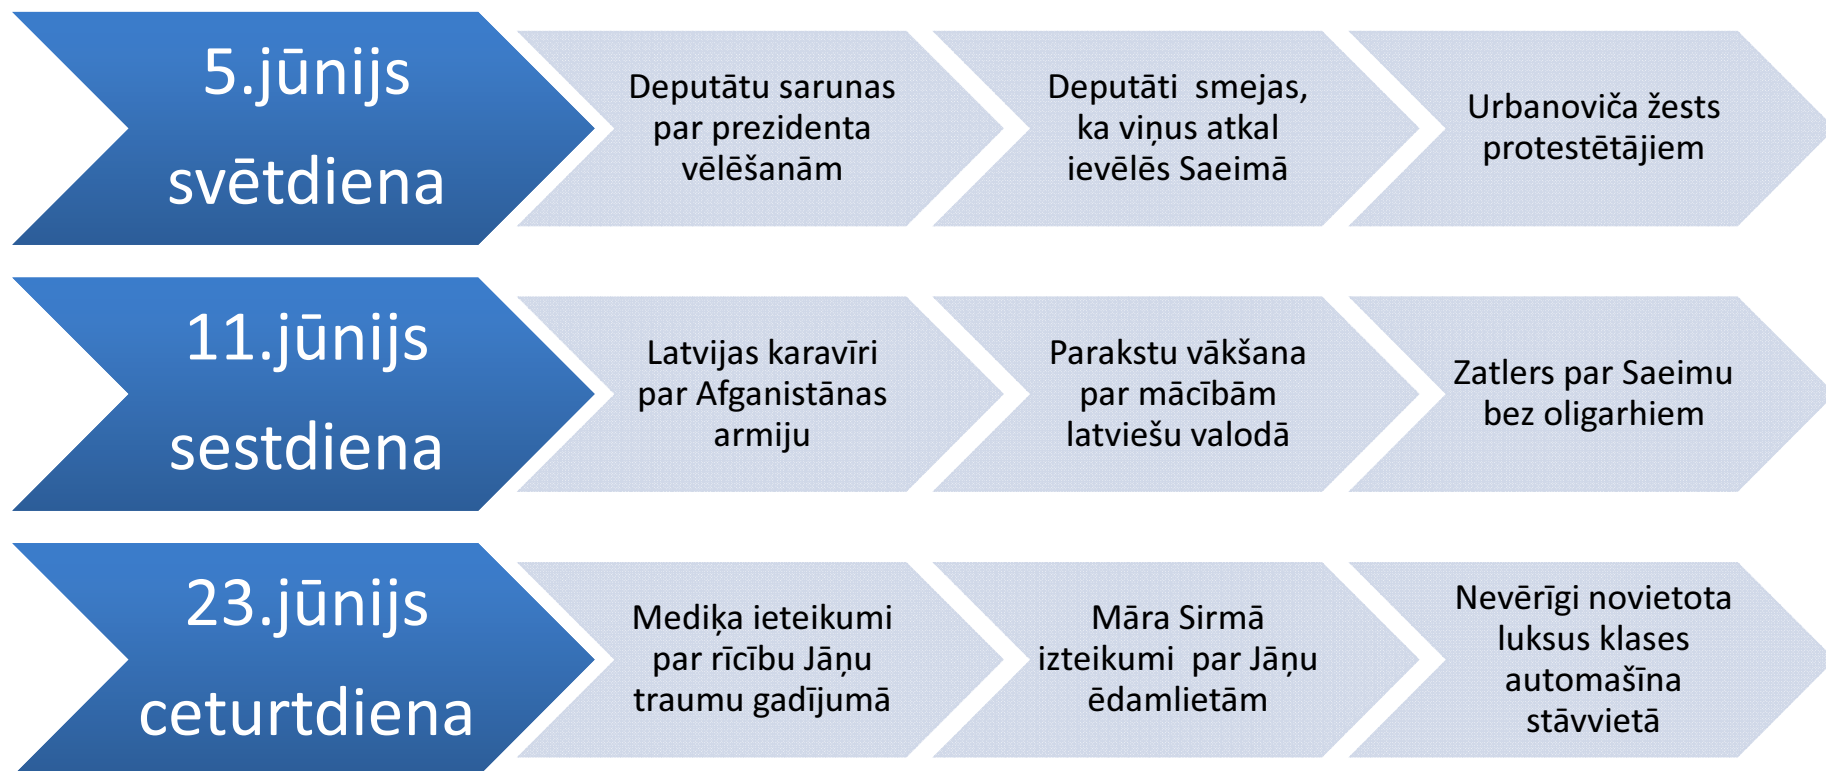 5.jūnijs
svētdiena
Deputātu sarunas
par prezidenta
vēlēšanām
Deputāti smejas,
ka viņus atkal
ievēlēs Saeimā
Urbanoviča žests
protestētājiem
11.jūnijs
sestdiena
Latvijas karavīri
par Afganistānas
armiju
Parakstu vākšana
par mācībām
latviešu valodā
Zatlers par Saeimu
bez oligarhiem
23.jūnijs
ceturtdiena
Mediķa ieteikumi
par rīcību Jāņu
traumu gadījumā
Māra Sirmā
izteikumi par Jāņu
ēdamlietām
Nevērīgi novietota
luksus klases
automašīna
stāvvietā